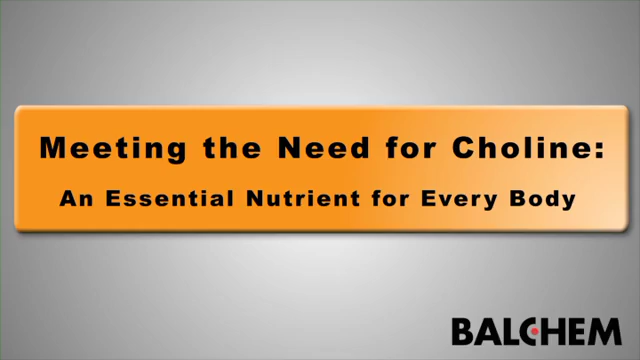 Meeting the Need for Choline:
An Essential Nutrient for Every Body
BALCHEM